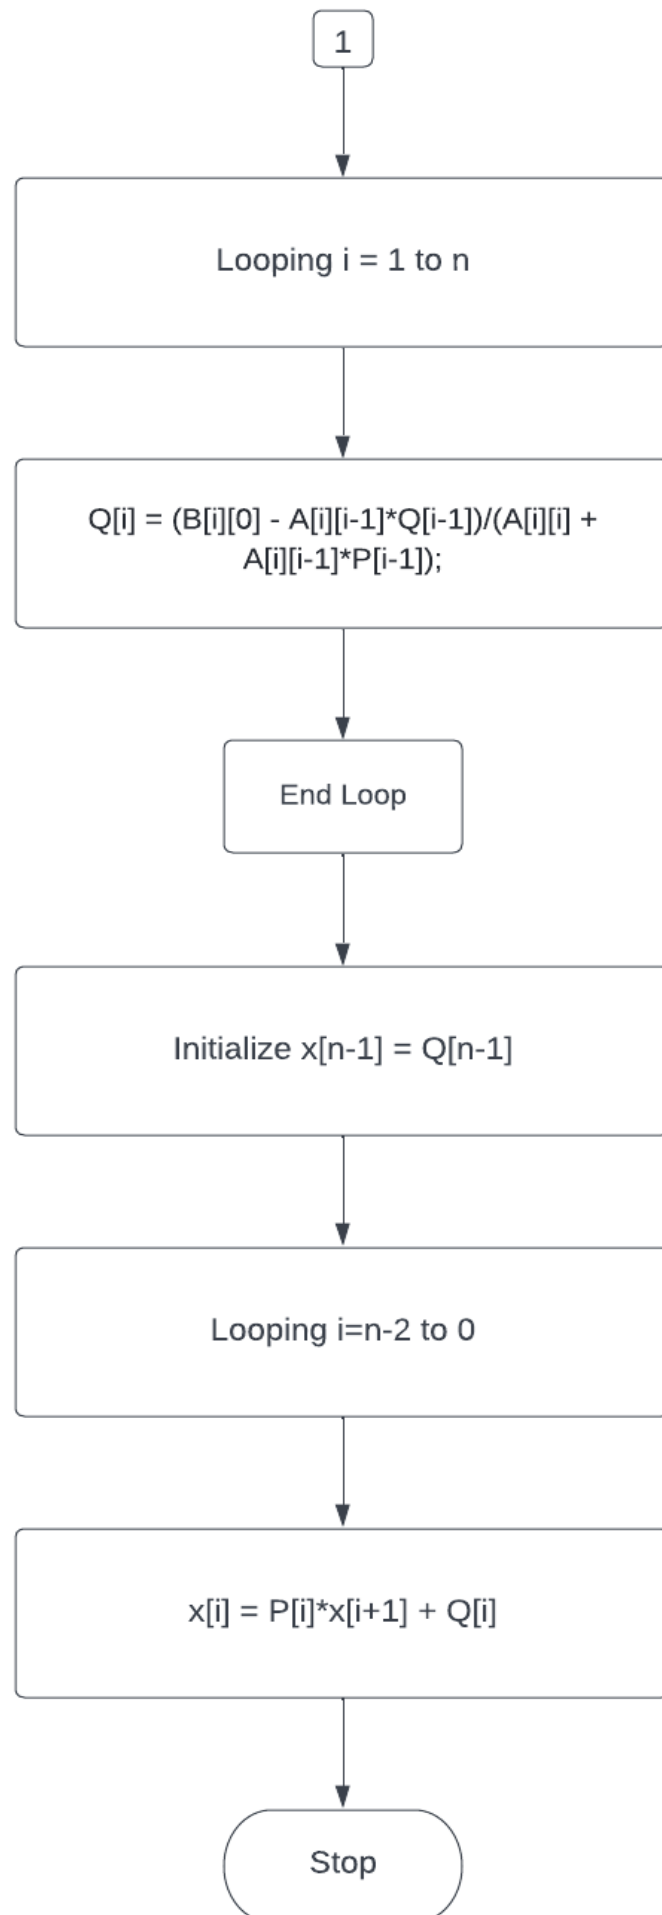 1
Looping i = 1 to n
Q[i] = (B[i][0] - A[i][i-1]*Q[i-1])/(A[i][i] +
A[i][i-1]*P[i-1]);
End Loop
Initialize x[n-1] = Q[n-1]
Looping i=n-2 to 0
x[i] = P[i]*x[i+1] + Q[i]
Stop